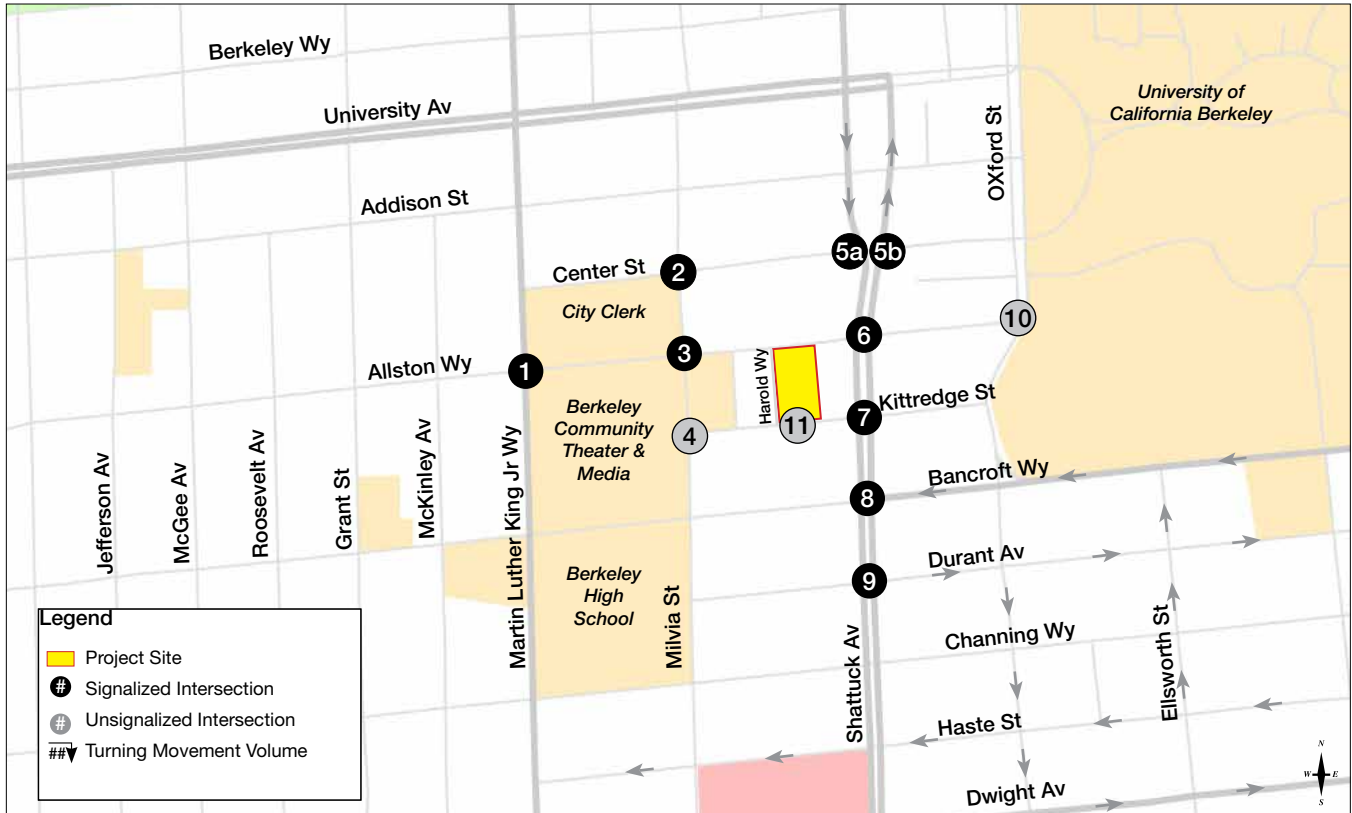 Berkeley Wy
University Av
University of
California Berkeley
OXford St
Addison St
5a
5b
Center St
2
City Clerk
10
6
3
Allston Wy
1
Harold Wy
Kittredge St
7
11
4
Berkeley
Community
Theater &
Media
Jefferson Av
McGee Av
Roosevelt Av
Grant St
McKinley Av
Martin Luther King Jr Wy
Bancroft Wy
8
Durant Av
9
Berkeley
High
School
Milvia St
Shattuck Av
Channing Wy
Ellsworth St
Haste St
Dwight Av
Legend
Project Site
# Signalized Intersection
# Unsignalized Intersection
## Turning Movement Volume
N
W E
S